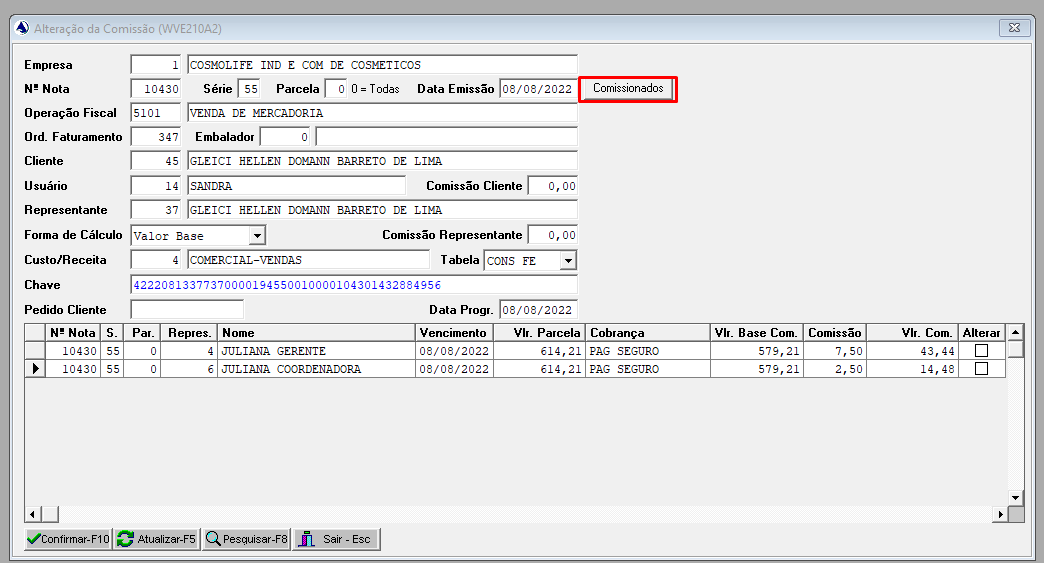 Alteração da Comissão (WVE210A2)
Empresa 1 COSMOLIFE IND E COM DE COSMETICOS
Nº Nota 10430 Série 55 Parcela 0 0 = Todas Data Emissão 08/08/2022 Comissionados
Operação Fiscal 5101 VENDA DE MERCADORIA
Ord. Faturamento 347 Embalador 0
Cliente 45 GLEICI HELLEN DOMANN BARRETO DE LIMA
Usuário 14 SANDRA Comissão Cliente 0,00
Representante 37 GLEICI HELLEN DOMANN BARRETO DE LIMA
Forma de Cálculo Valor Base Comissão Representante 0,00
Custo/Receita 4 COMERCIAL-VENDAS Tabela CONS FE
Chave 42220813377370000194550010000104301432884956
Pedido Cliente Data Progr. 08/08/2022
Nº Nota S. Par. Repres. Nome Vencimento Vlr. Parcela Cobrança Vlr. Base Com. Comissão Vlr. Com. Alterar
10430 55 0 4 JULIANA GERENTE 08/08/2022 614,21 PAG SEGURO 579,21 7,50 43,44
10430 55 0 6 JULIANA COORDENADORA 08/08/2022 614,21 PAG SEGURO 579,21 2,50 14,48
Confirmar-F10 Atualizar-F5 Pesquisar-F8 Sair - Esc